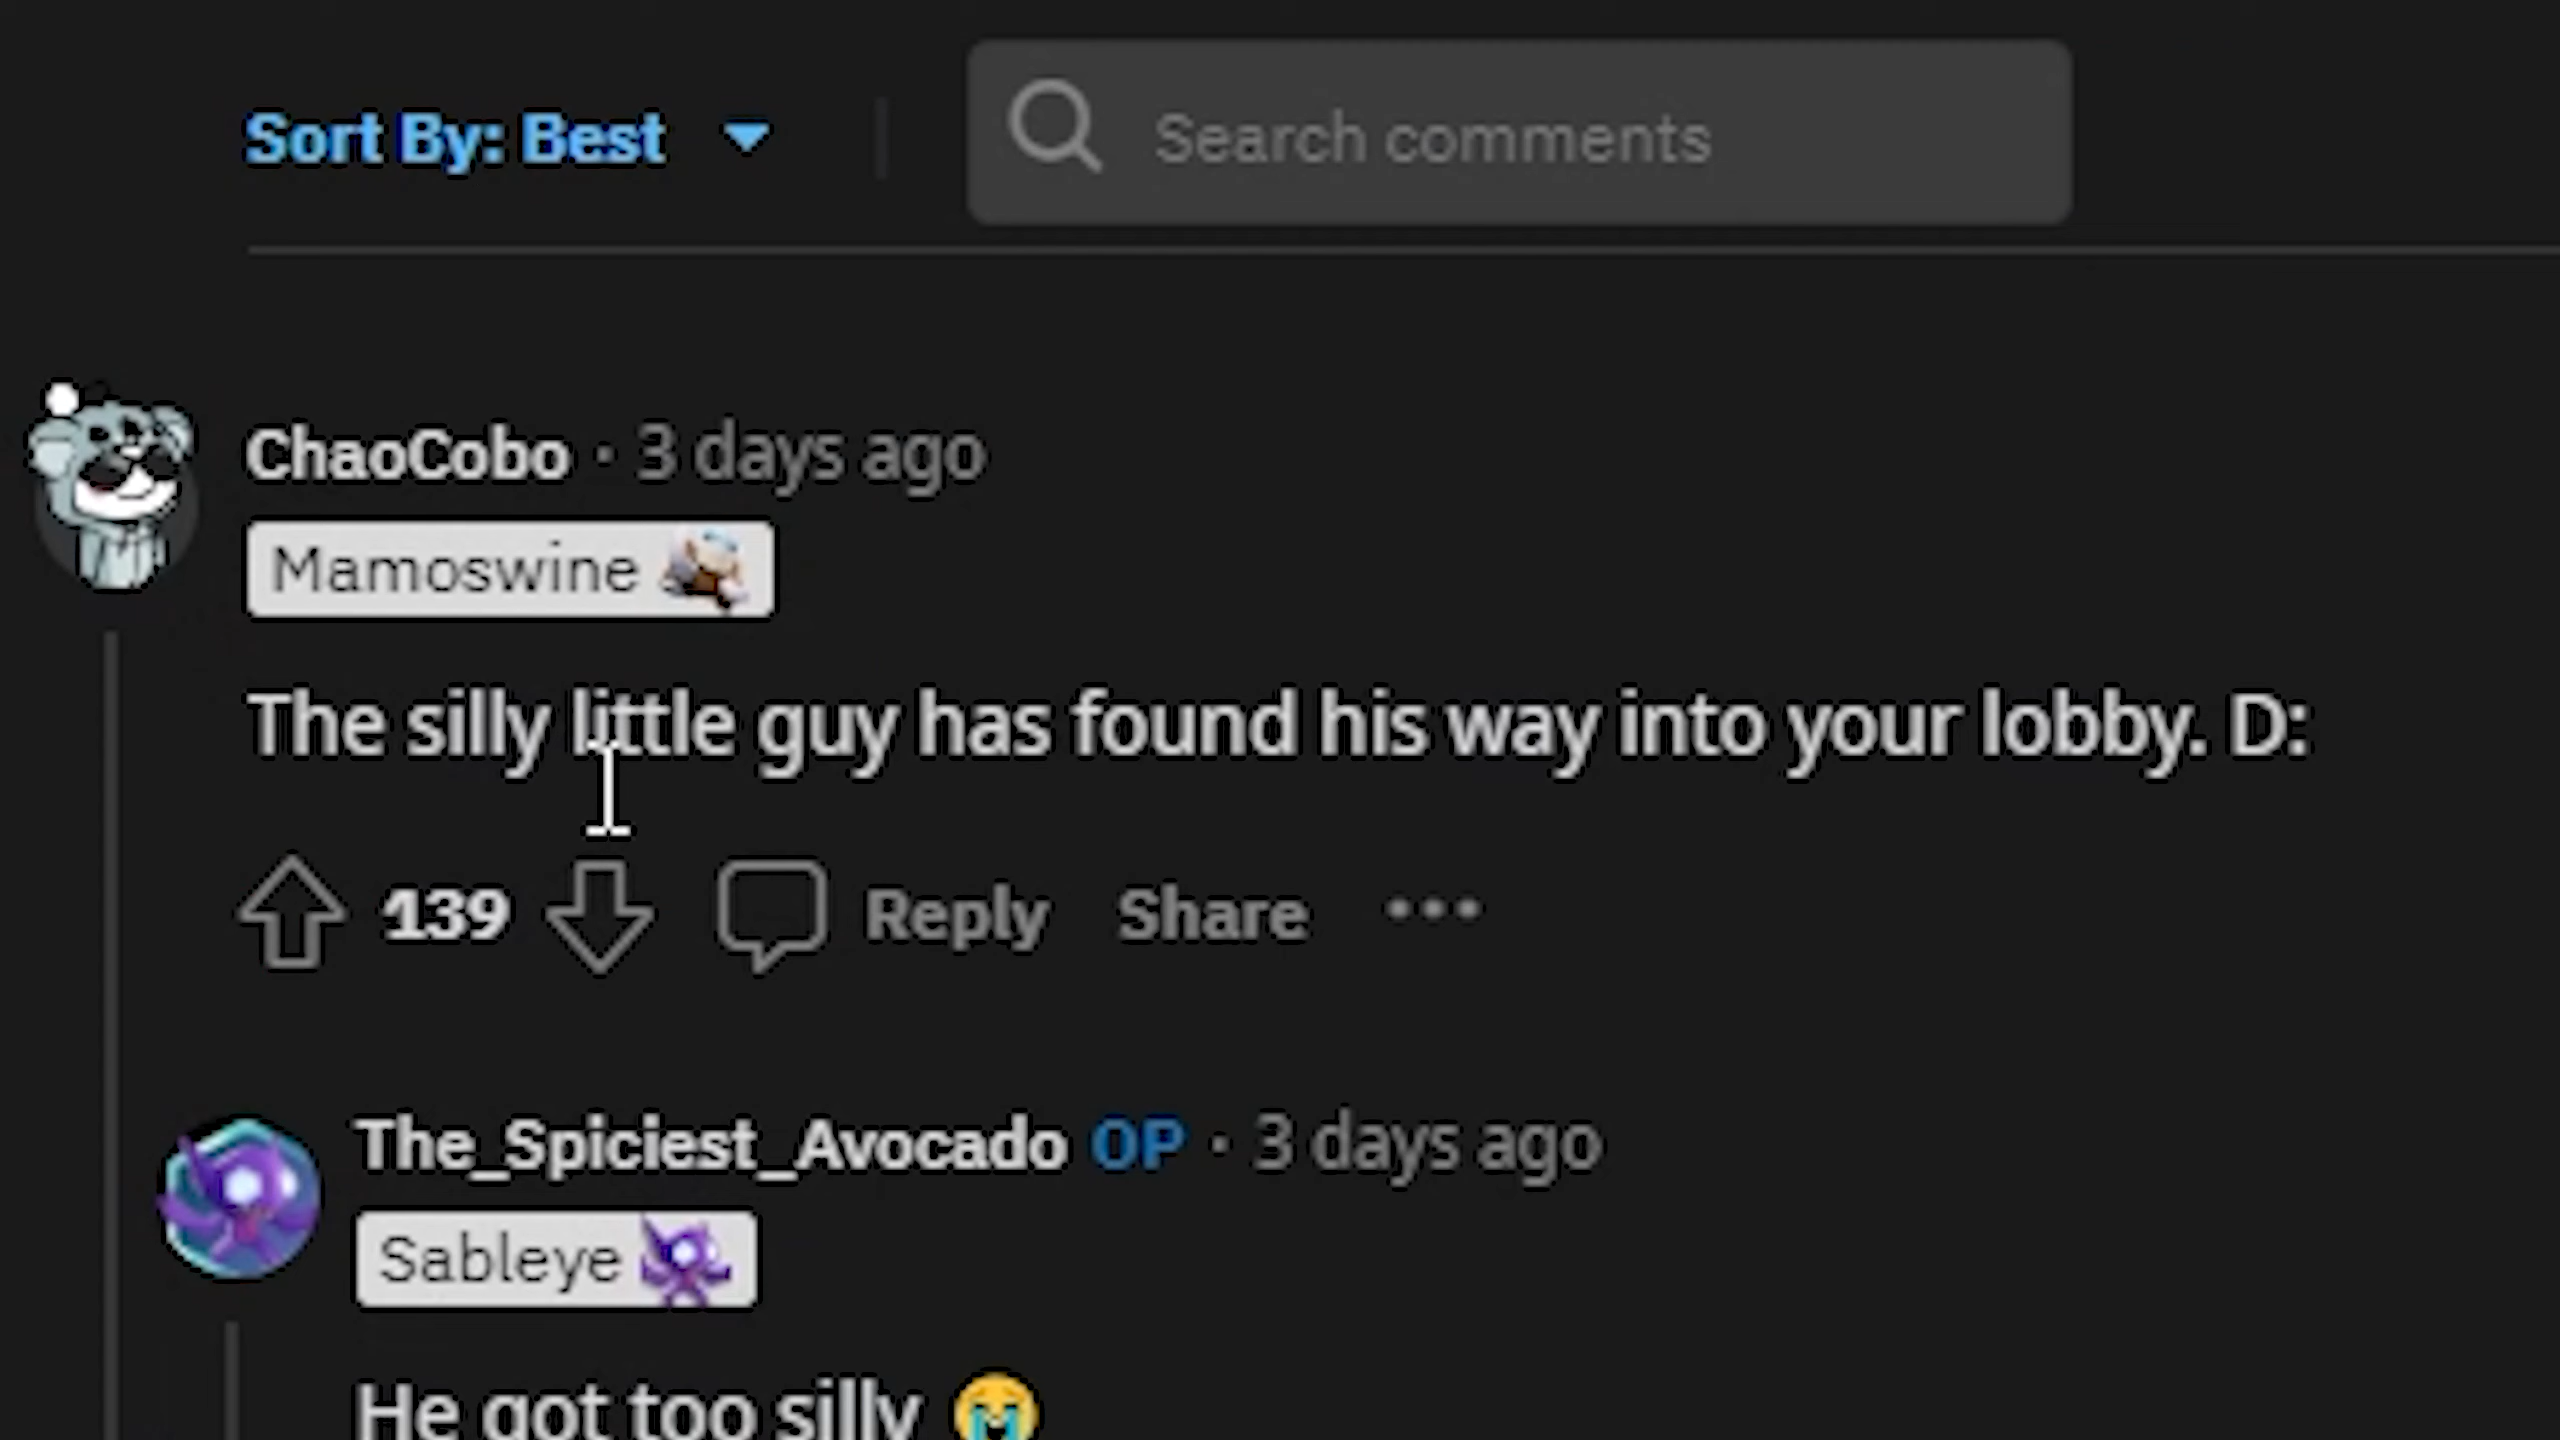 Sort By: Best
Search comments
ChaoCobo · 3 days ago
Mamoswine
The silly little guy has found his way into your lobby. D:
139 Reply Share •••
The_Spiciest_Avocado OP · 3 days ago
Sableye
He got too silly 😭